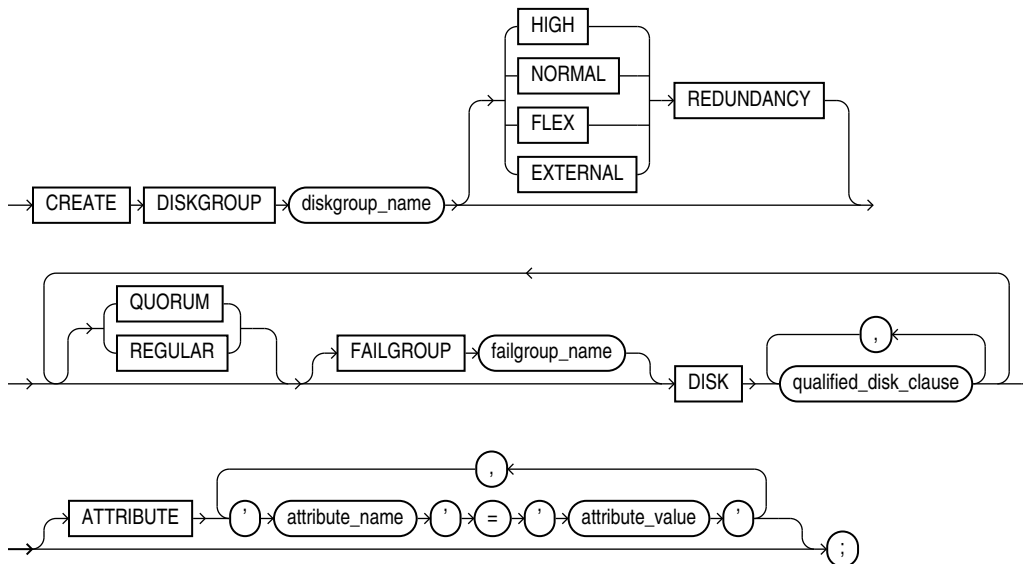 HIGH
NORMAL
FLEX
EXTERNAL
REDUNDANCY
CREATE DISKGROUP diskgroup_name
QUORUM
REGULAR
FAILGROUP failgroup_name
,
DISK qualified_disk_clause
,
ATTRIBUTE ' attribute_name ' = ' attribute_value '
;